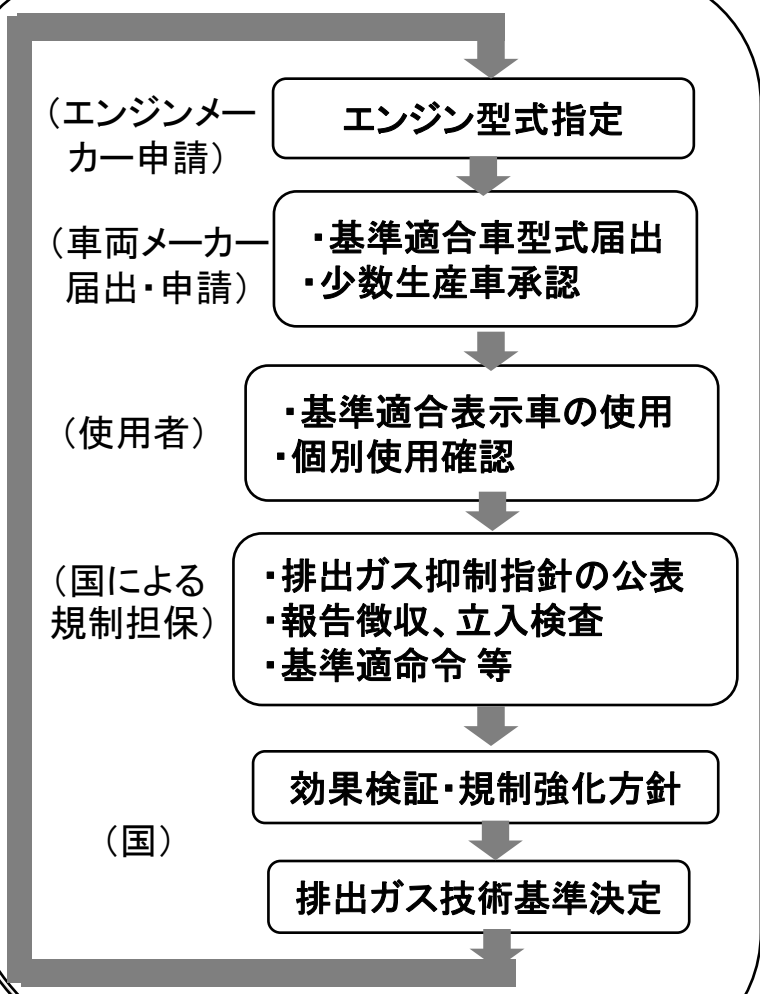 （エンジンメー
カー申請）
エンジン型式指定
（車両メーカー
届出・申請）
・基準適合車型式届出
・少数生産車承認
（使用者）
・基準適合表示車の使用
・個別使用確認
（国による
規制担保）
・排出ガス抑制指針の公表
・報告徴収、立入検査
・基準適命令 等
効果検証・規制強化方針
（国）
排出ガス技術基準決定